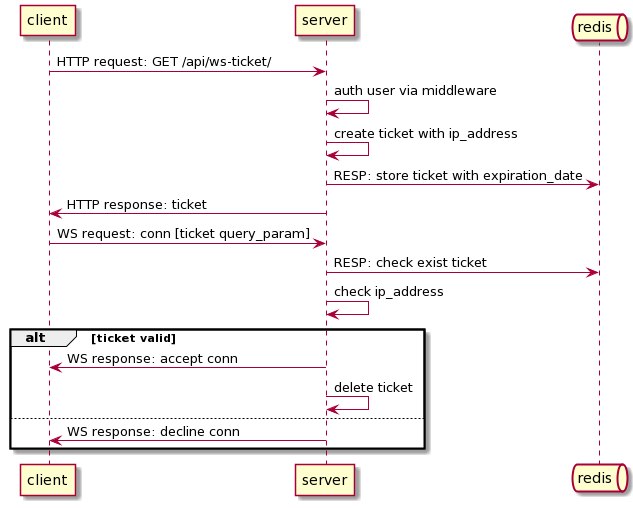 client
server
redis
HTTP request: GET /api/ws-ticket/
auth user via middleware
create ticket with ip_address
RESP: store ticket with expiration_date
HTTP response: ticket
WS request: conn [ticket query_param]
RESP: check exist ticket
check ip_address
alt
[ticket valid]
WS response: accept conn
delete ticket
WS response: decline conn
client
server
redis